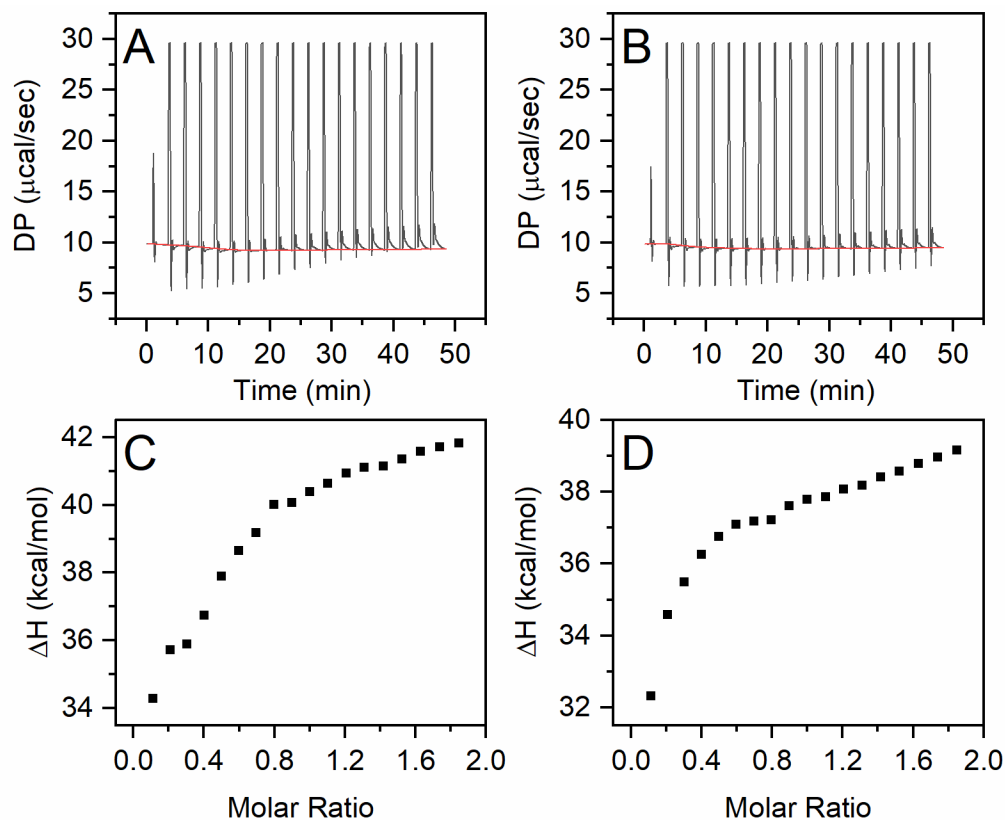 A
DP (μcal/sec)
30
25
20
15
10
5
0 10 20 30 40 50
Time (min)
B
DP (μcal/sec)
30
25
20
15
10
5
0 10 20 30 40 50
Time (min)
C
ΔH (kcal/mol)
42
40
38
36
34
0.0 0.4 0.8 1.2 1.6 2.0
Molar Ratio
D
ΔH (kcal/mol)
40
38
36
34
32
0.0 0.4 0.8 1.2 1.6 2.0
Molar Ratio